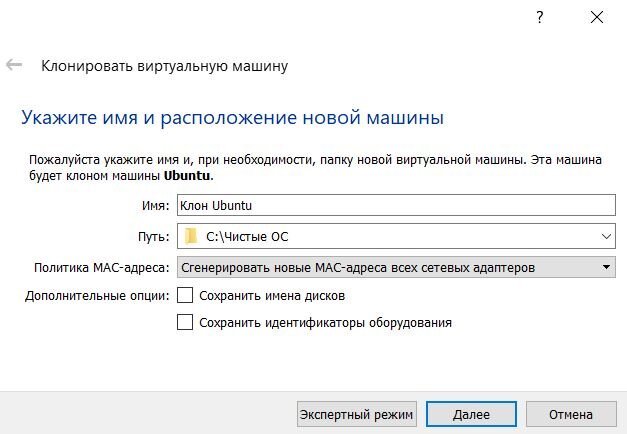 ?
Клонировать виртуальную машину
Укажите имя и расположение новой машины
Пожалуйста укажите имя и, при необходимости, папку новой виртуальной машины. Эта машина
будет клоном машины Ubuntu.
Имя: Клон Ubuntu
Путь: C:\Чистые ОС
Политика MAC-адреса: Сгенерировать новые MAC-адреса всех сетевых адаптеров
Дополнительные опции: Сохранить имена дисков
Сохранить идентификаторы оборудования
Экспертный режим Далее Отмена